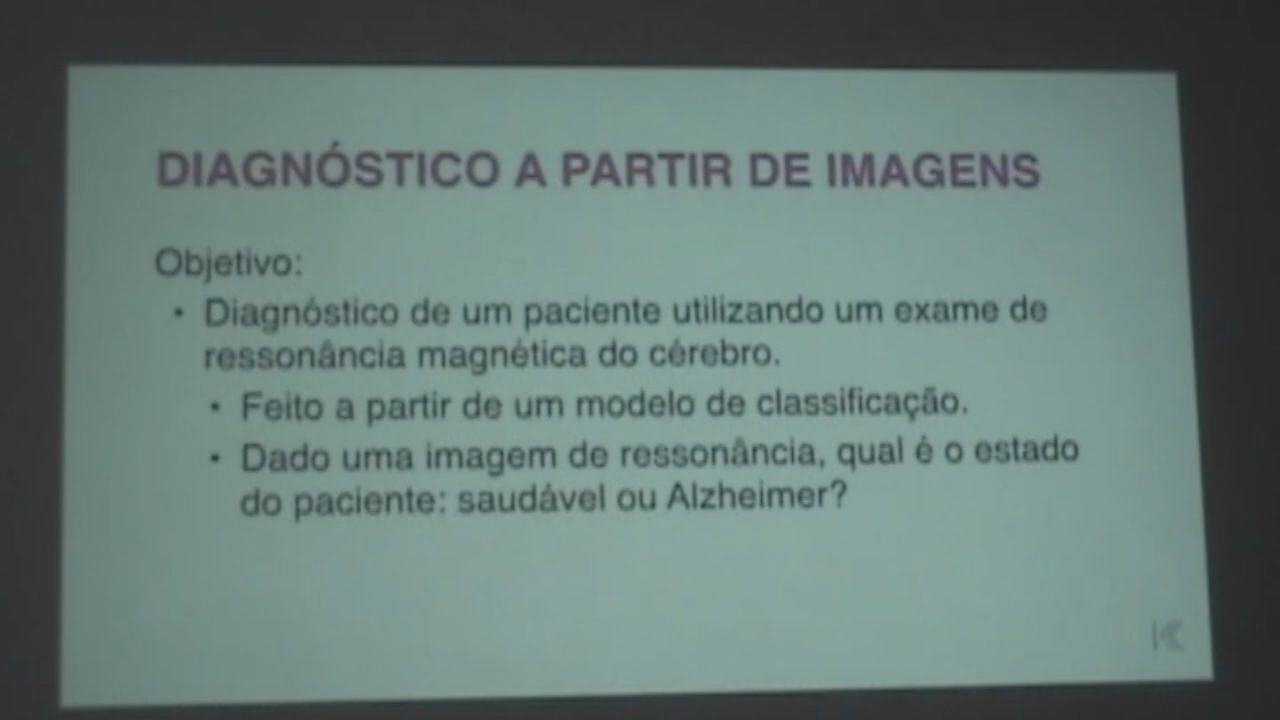 DIAGNÓSTICO A PARTIR DE IMAGENS
Objetivo:
• Diagnóstico de um paciente utilizando um exame de
ressonância magnética do cérebro.
• Feito a partir de um modelo de classificação.
• Dado uma imagem de ressonância, qual é o estado
do paciente: saudável ou Alzheimer?